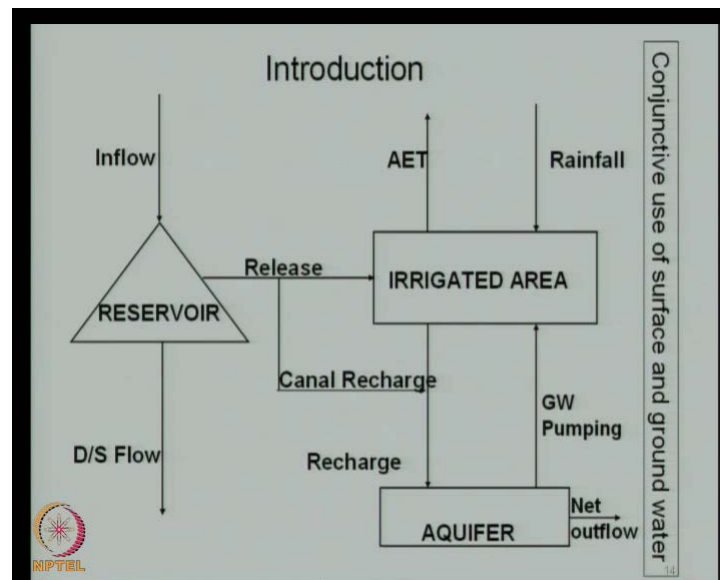 Introduction
Inflow
AET
Rainfall
Release
IRRIGATED AREA
RESERVOIR
Canal Recharge
GW
Pumping
D/S Flow
Recharge
Net
outflow
AQUIFER
Conjunctive use of surface and ground water
NPTEL
14